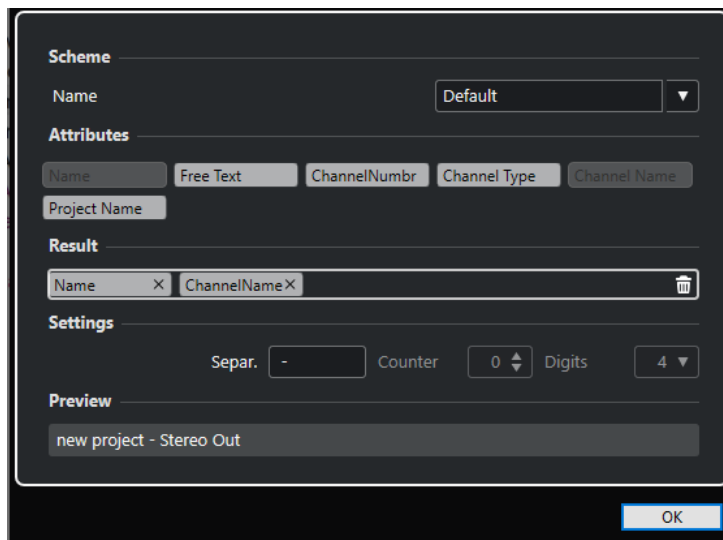 Scheme
Name Default
Attributes
Name Free Text ChannelNumbr Channel Type Channel Name
Project Name
Result
Name × ChannelName×
Settings
Separ. - Counter 0 Digits 4
Preview
new project - Stereo Out
OK